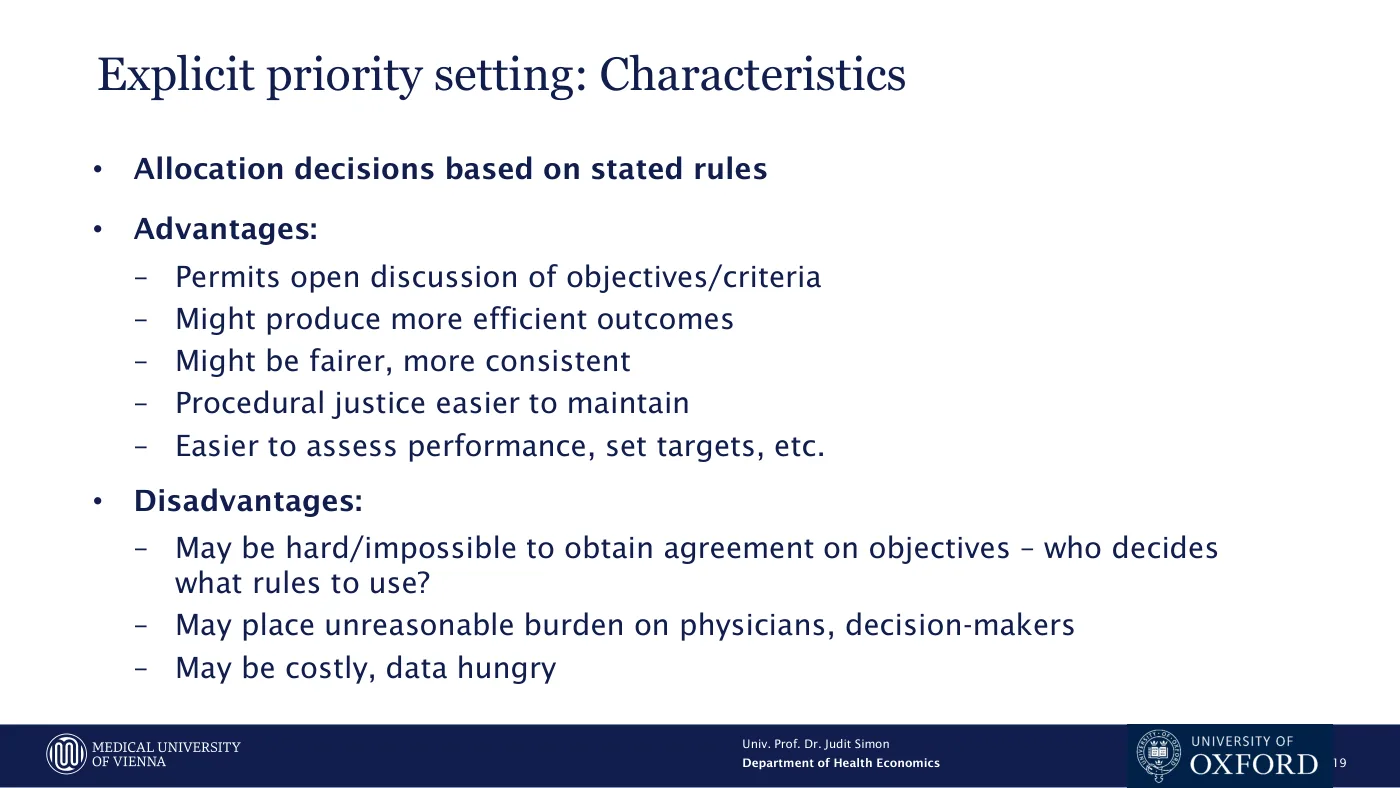 Explicit priority setting: Characteristics
• Allocation decisions based on stated rules
• Advantages:
– Permits open discussion of objectives/criteria
– Might produce more efficient outcomes
– Might be fairer, more consistent
– Procedural justice easier to maintain
– Easier to assess performance, set targets, etc.
• Disadvantages:
– May be hard/impossible to obtain agreement on objectives – who decides
what rules to use?
– May place unreasonable burden on physicians, decision-makers
– May be costly, data hungry
MEDICAL UNIVERSITY
OF VIENNA
Univ. Prof. Dr. Judit Simon
Department of Health Economics
UNIVERSITY OF
OXFORD
19